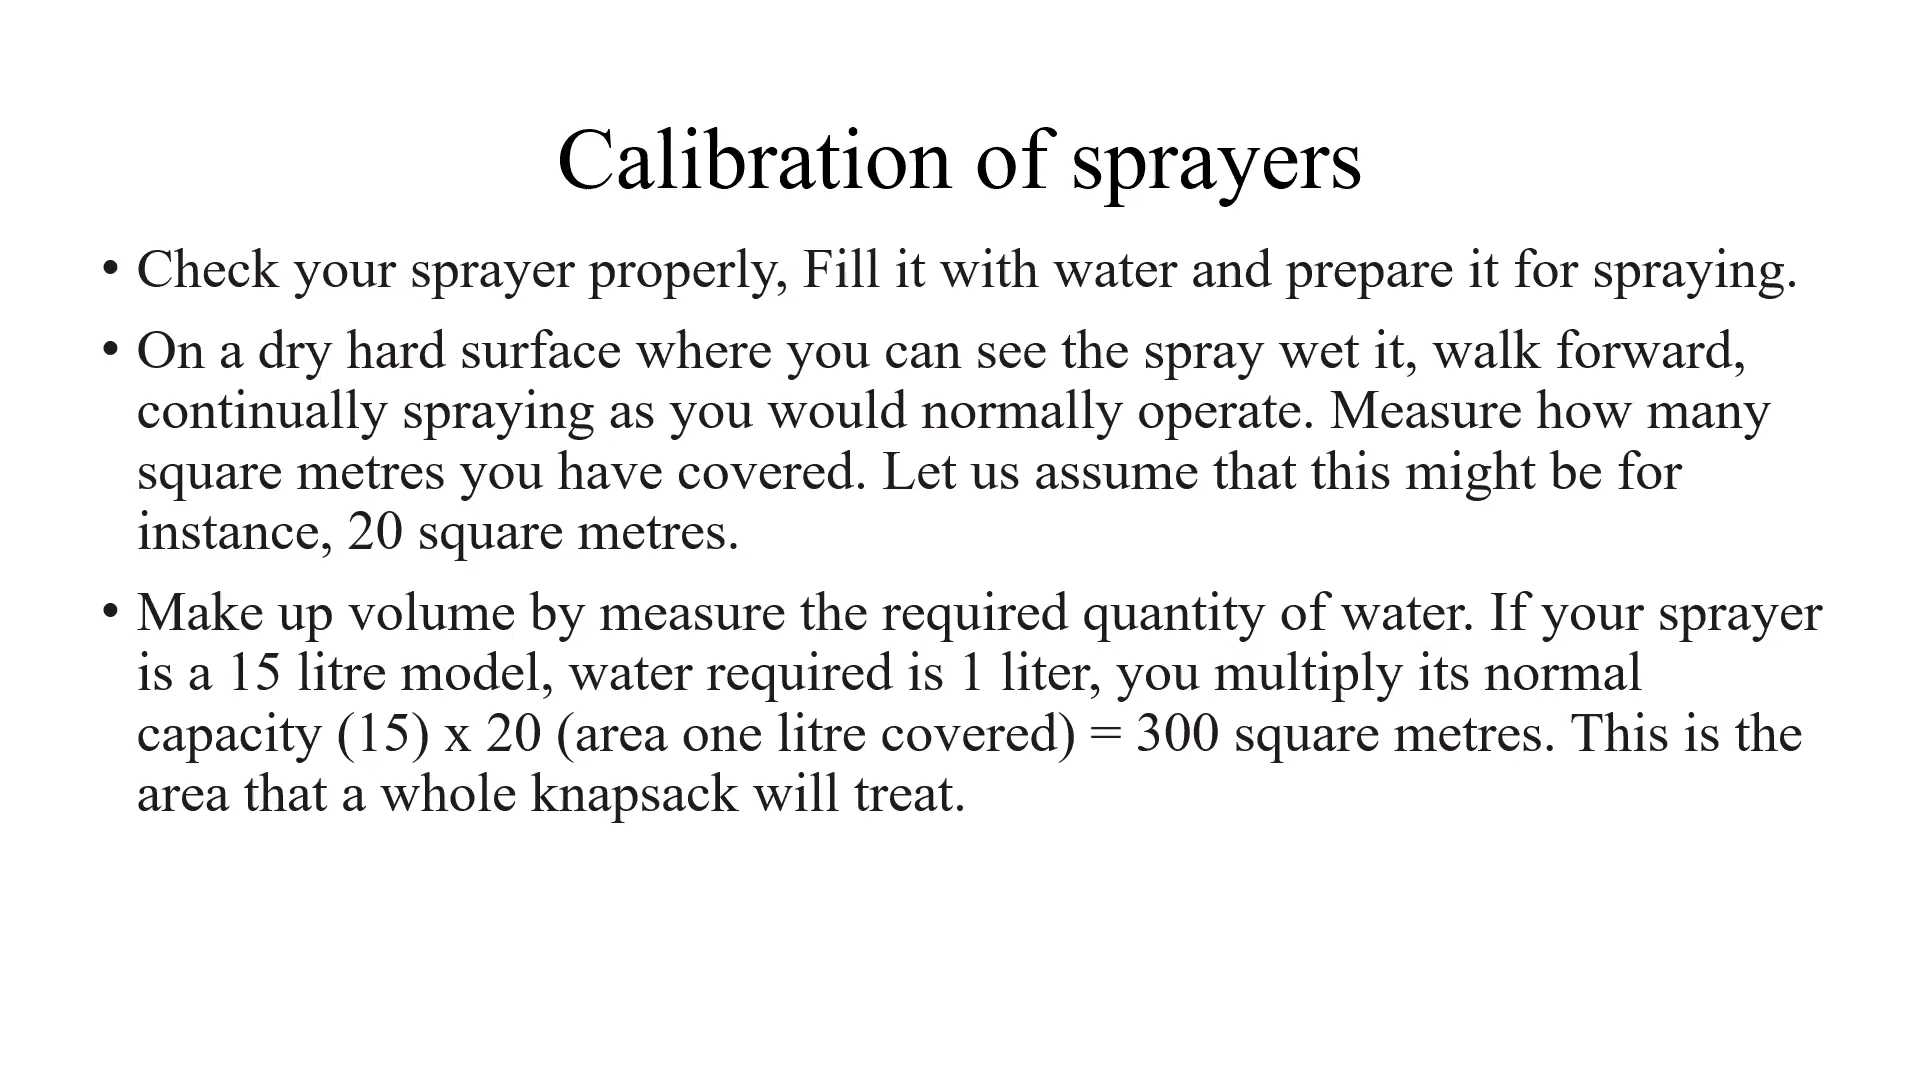 Calibration of sprayers
• Check your sprayer properly, Fill it with water and prepare it for spraying.
• On a dry hard surface where you can see the spray wet it, walk forward,
continually spraying as you would normally operate. Measure how many
square metres you have covered. Let us assume that this might be for
instance, 20 square metres.
• Make up volume by measure the required quantity of water. If your sprayer
is a 15 litre model, water required is 1 liter, you multiply its normal
capacity (15) x 20 (area one litre covered) = 300 square metres. This is the
area that a whole knapsack will treat.